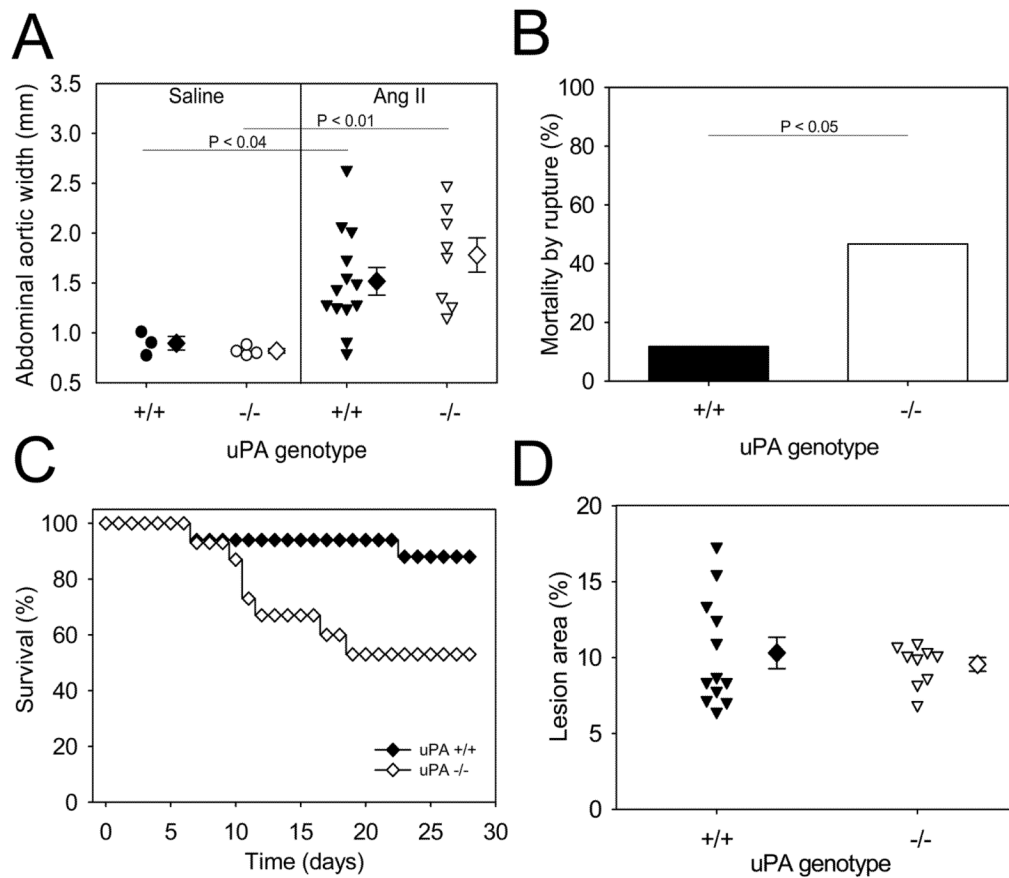 A
Abdominal aortic width (mm)
3.5
3.0
2.5
2.0
1.5
1.0
0.5
Saline
Ang II
P < 0.01
P < 0.04
+/+
-/-
+/+
-/-
uPA genotype
B
Mortality by rupture (%)
100
80
60
40
20
0
P < 0.05
+/+
-/-
uPA genotype
C
Survival (%)
100
80
60
40
20
0
uPA +/+
uPA -/-
0 5 10 15 20 25 30
Time (days)
D
Lesion area (%)
20
15
10
5
0
+/+
-/-
uPA genotype